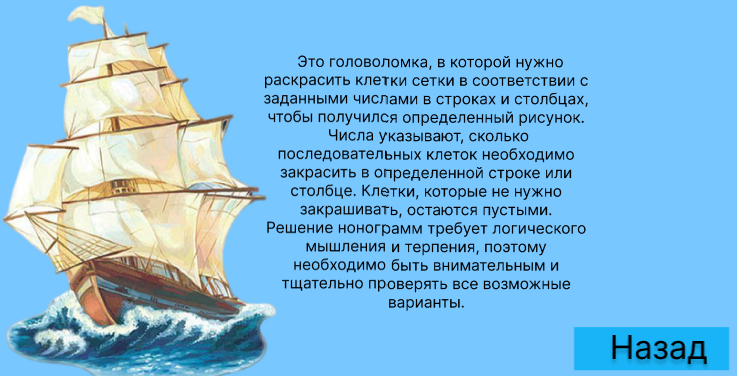 Это головоломка, в которой нужно
раскрасить клетки сетки в соответствии с
заданными числами в строках и столбцах,
чтобы получился определенный рисунок.
Числа указывают, сколько
последовательных клеток необходимо
закрасить в определенной строке или
столбце. Клетки, которые не нужно
закрашивать, остаются пустыми.
Решение нонограмм требует логического
мышления и терпения, поэтому
необходимо быть внимательным и
тщательно проверять все возможные
варианты.
Назад